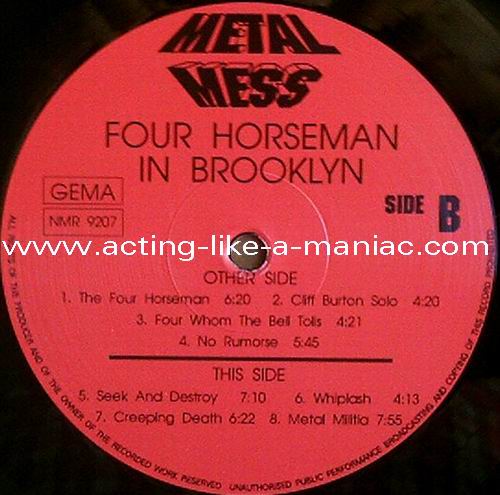 METAL
MESS
FOUR HORSEMAN
IN BROOKLYN
GEMA
NMR 9207
SIDE B
www.acting-like-a-maniac.com
OTHER SIDE
1. The Four Horseman 6:20 2. Cliff Burton Solo 4:20
3. Four Whom The Bell Tolls 4:21
4. No Rumorse 5:45
THIS SIDE
5. Seek And Destroy 7:10 6. Whiplash 4:13
7. Creeping Death 6:22 8. Metal Militia 7:55
ALL OF THE PRODUCER AND OF THE OWNER OF THE RECORDED WORK RESERVED UNAUTHORISED PUBLIC PERFORMANCE BROADCASTING AND COPYING OF THIS RECORD PROHIBITED